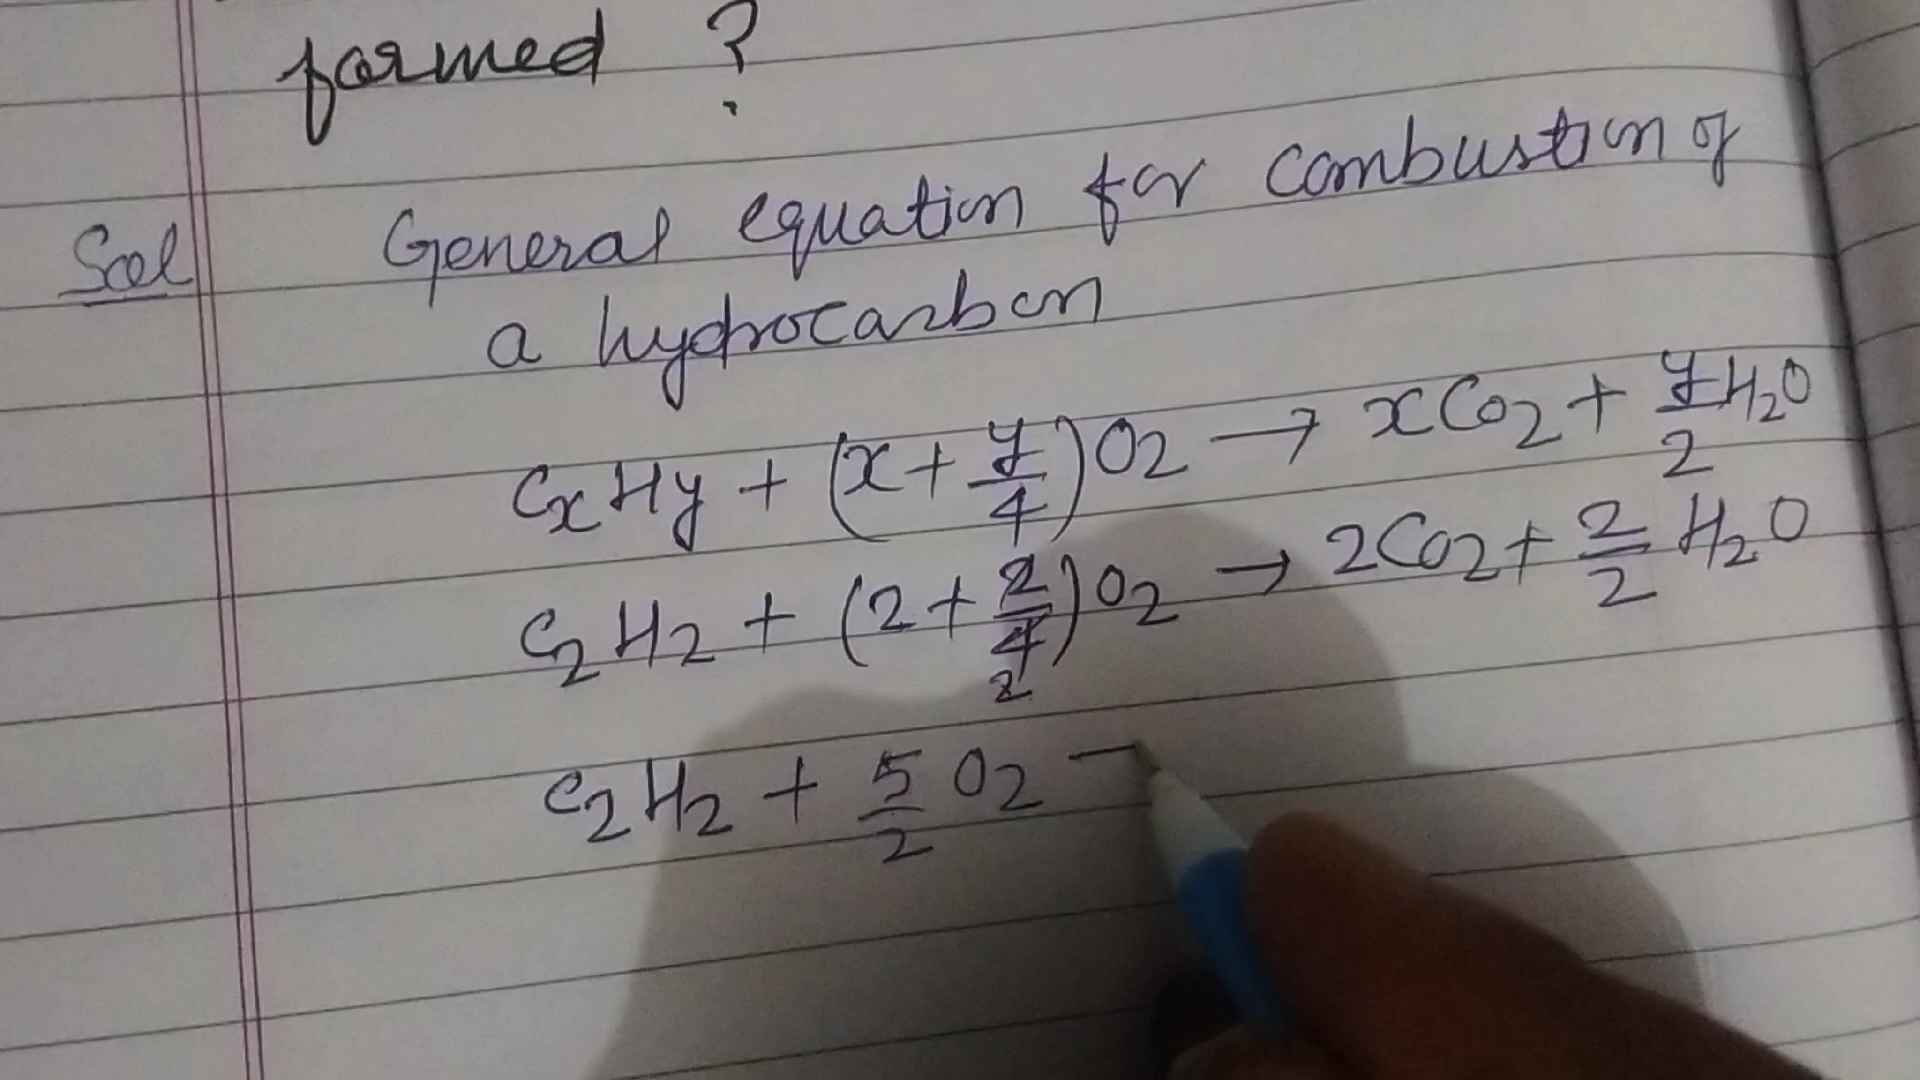 formed ?
Sol General equation for combustion of
a hydrocarbon
CxHy + (x + y/4)O2 → xCO2 + y/2 H2O
C2H2 + (2 + 2/4)O2 → 2CO2 + 2/2 H2O
2
C2H2 + 5/2 O2 —